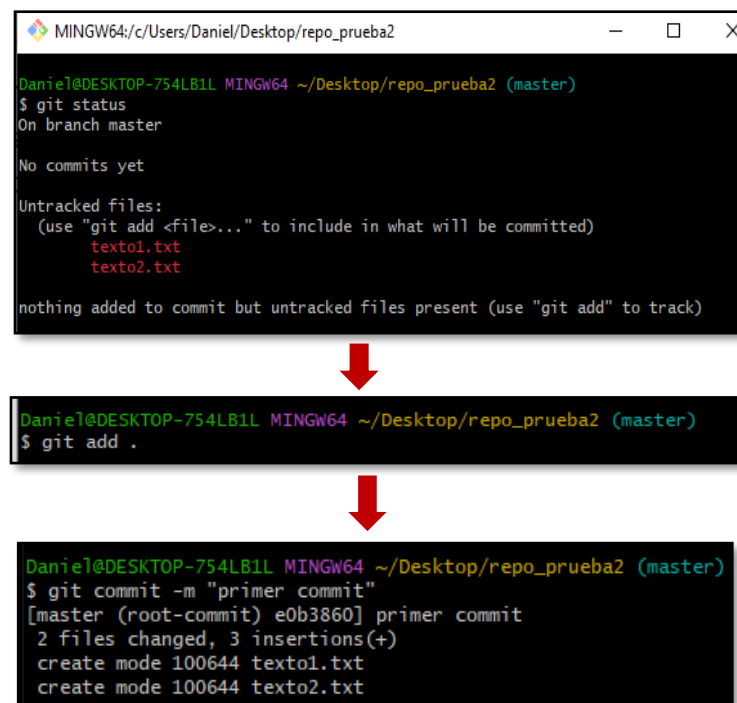 MINGW64:/c/Users/Daniel/Desktop/repo_prueba2
Daniel@DESKTOP-754LB1L MINGW64 ~/Desktop/repo_prueba2 (master)
$ git status
On branch master
No commits yet
Untracked files:
(use "git add <file>..." to include in what will be committed)
texto1.txt
texto2.txt
nothing added to commit but untracked files present (use "git add" to track)
Daniel@DESKTOP-754LB1L MINGW64 ~/Desktop/repo_prueba2 (master)
$ git add .
Daniel@DESKTOP-754LB1L MINGW64 ~/Desktop/repo_prueba2 (master)
$ git commit -m "primer commit"
[master (root-commit) e0b3860] primer commit
2 files changed, 3 insertions(+)
create mode 100644 texto1.txt
create mode 100644 texto2.txt